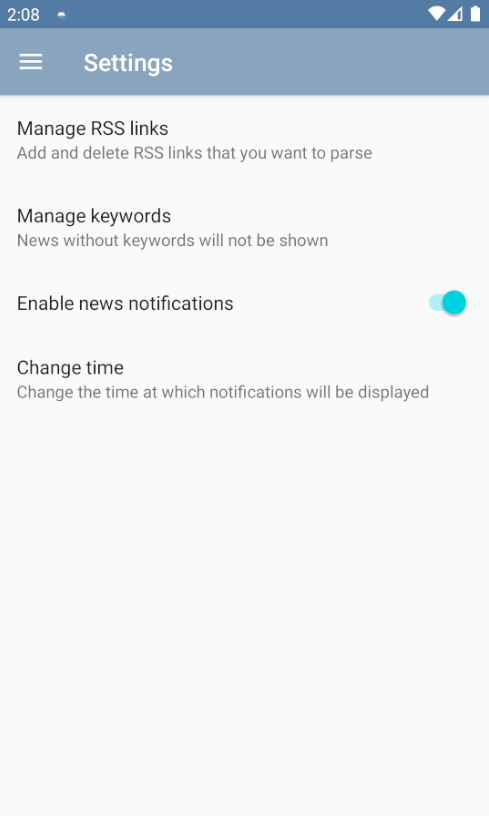 2:08
Settings
Manage RSS links
Add and delete RSS links that you want to parse
Manage keywords
News without keywords will not be shown
Enable news notifications
Change time
Change the time at which notifications will be displayed